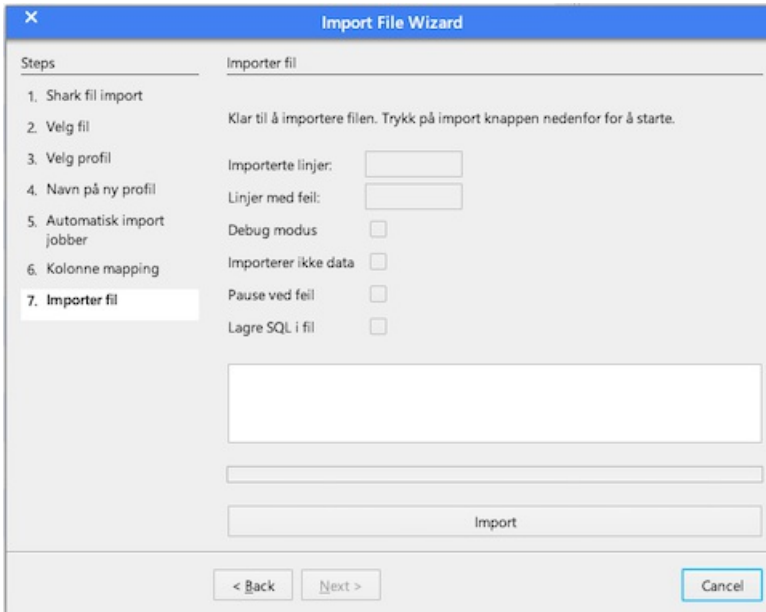 Import File Wizard
Steps
1. Shark fil import
2. Velg fil
3. Velg profil
4. Navn på ny profil
5. Automatisk import
jobber
6. Kolonne mapping
7. Importer fil
Importer fil
Klar til å importere filen. Trykk på import knappen nedenfor for å starte.
Importerte linjer:
Linjer med feil:
Debug modus
Importerer ikke data
Pause ved feil
Lagre SQL i fil
Import
< Back
Next >
Cancel